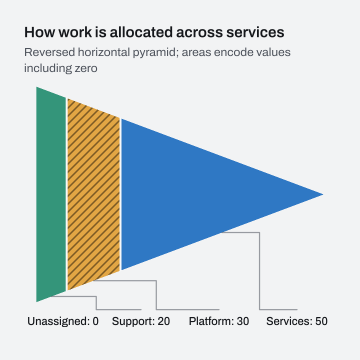 How work is allocated across services
Reversed horizontal pyramid; areas encode values
including zero
Unassigned: 0 Support: 20 Platform: 30 Services: 50